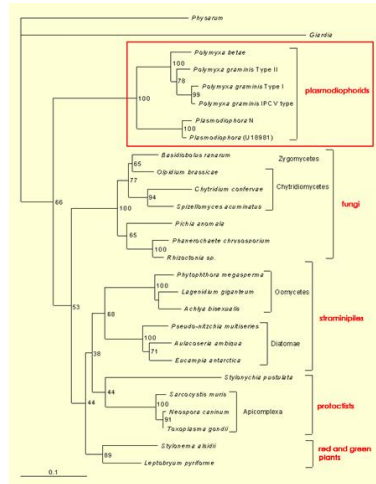 Physarum
Giardia
Polymyxa betae
100
Polymyxa graminis Type II
78
Polymyxa graminis Type I
99
Polymyxa graminis IPCV type
plasmodiophorids
100
Plasmodiophora N
100
Plasmodiophora (U18981)
Basidiobolus ranarum
Zygomycetes
65
Olpidium brassicae
77
Chytridiomycetes
Chytridium confervae
94
Spizellomyces acuminatus
fungi
66
100
Pichia anomala
65
Phanerochaete chrysosporium
100
Rhizoctonia sp.
Phytophthora megasperma
100
Oomycetes
Lagenidium giganteum
Achlya bisexualis
straminipiles
53
68
Pseudo-nitzchia multiseries
100
Aulacoseria ambigua
Diatomae
71
Eucampia antarctica
38
Stylonychia pustulata
44
44
Sarcocystis muris
100
Neospora caninum
Apicomplexa
91
Toxoplasma gondii
protoctists
Stylonema alsidii
89
Leptobryum pyriforme
red and green
plants
0.1